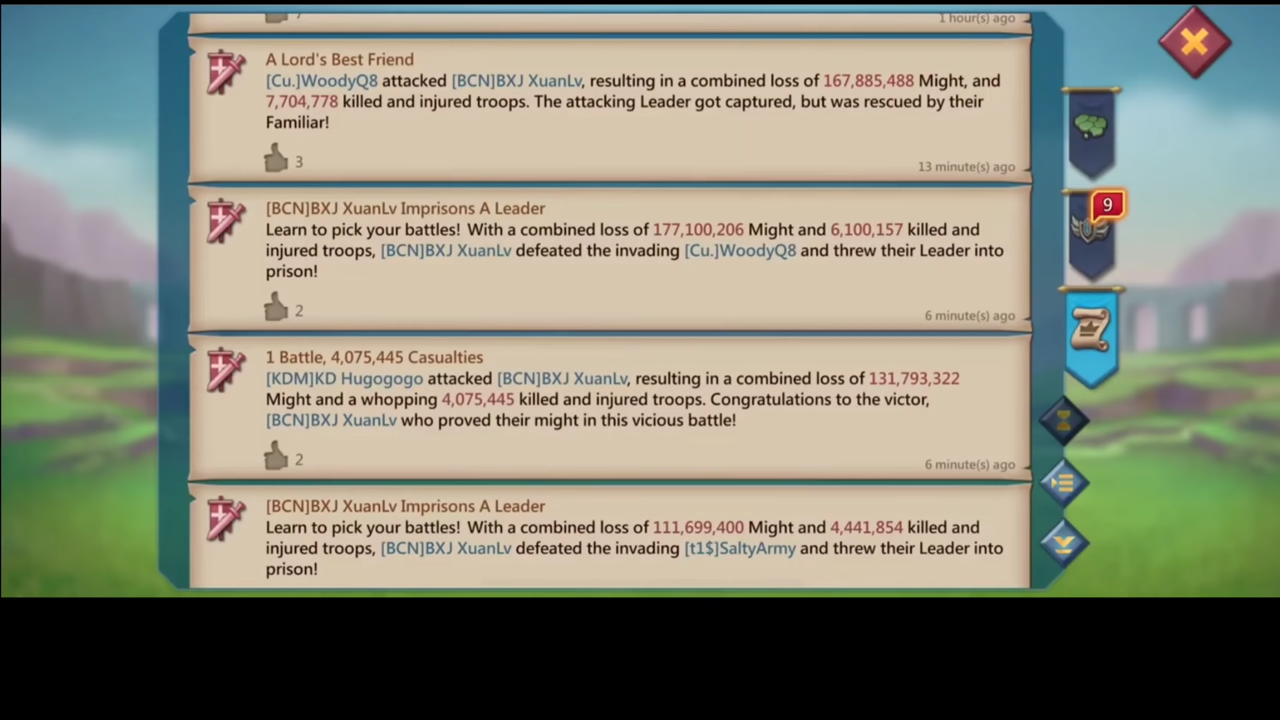 7
1 hour(s) ago
A Lord's Best Friend
[Cu.]WoodyQ8 attacked [BCN]BXJ XuanLv, resulting in a combined loss of 167,885,488 Might, and
7,704,778 killed and injured troops. The attacking Leader got captured, but was rescued by their
Familiar!
3
13 minute(s) ago
[BCN]BXJ XuanLv Imprisons A Leader
Learn to pick your battles! With a combined loss of 177,100,206 Might and 6,100,157 killed and
injured troops, [BCN]BXJ XuanLv defeated the invading [Cu.]WoodyQ8 and threw their Leader into
prison!
2
6 minute(s) ago
1 Battle, 4,075,445 Casualties
[KDM]KD Hugogogo attacked [BCN]BXJ XuanLv, resulting in a combined loss of 131,793,322
Might and a whopping 4,075,445 killed and injured troops. Congratulations to the victor,
[BCN]BXJ XuanLv who proved their might in this vicious battle!
2
6 minute(s) ago
[BCN]BXJ XuanLv Imprisons A Leader
Learn to pick your battles! With a combined loss of 111,699,400 Might and 4,441,854 killed and
injured troops, [BCN]BXJ XuanLv defeated the invading [t1$]SaltyArmy and threw their Leader into
prison!
9